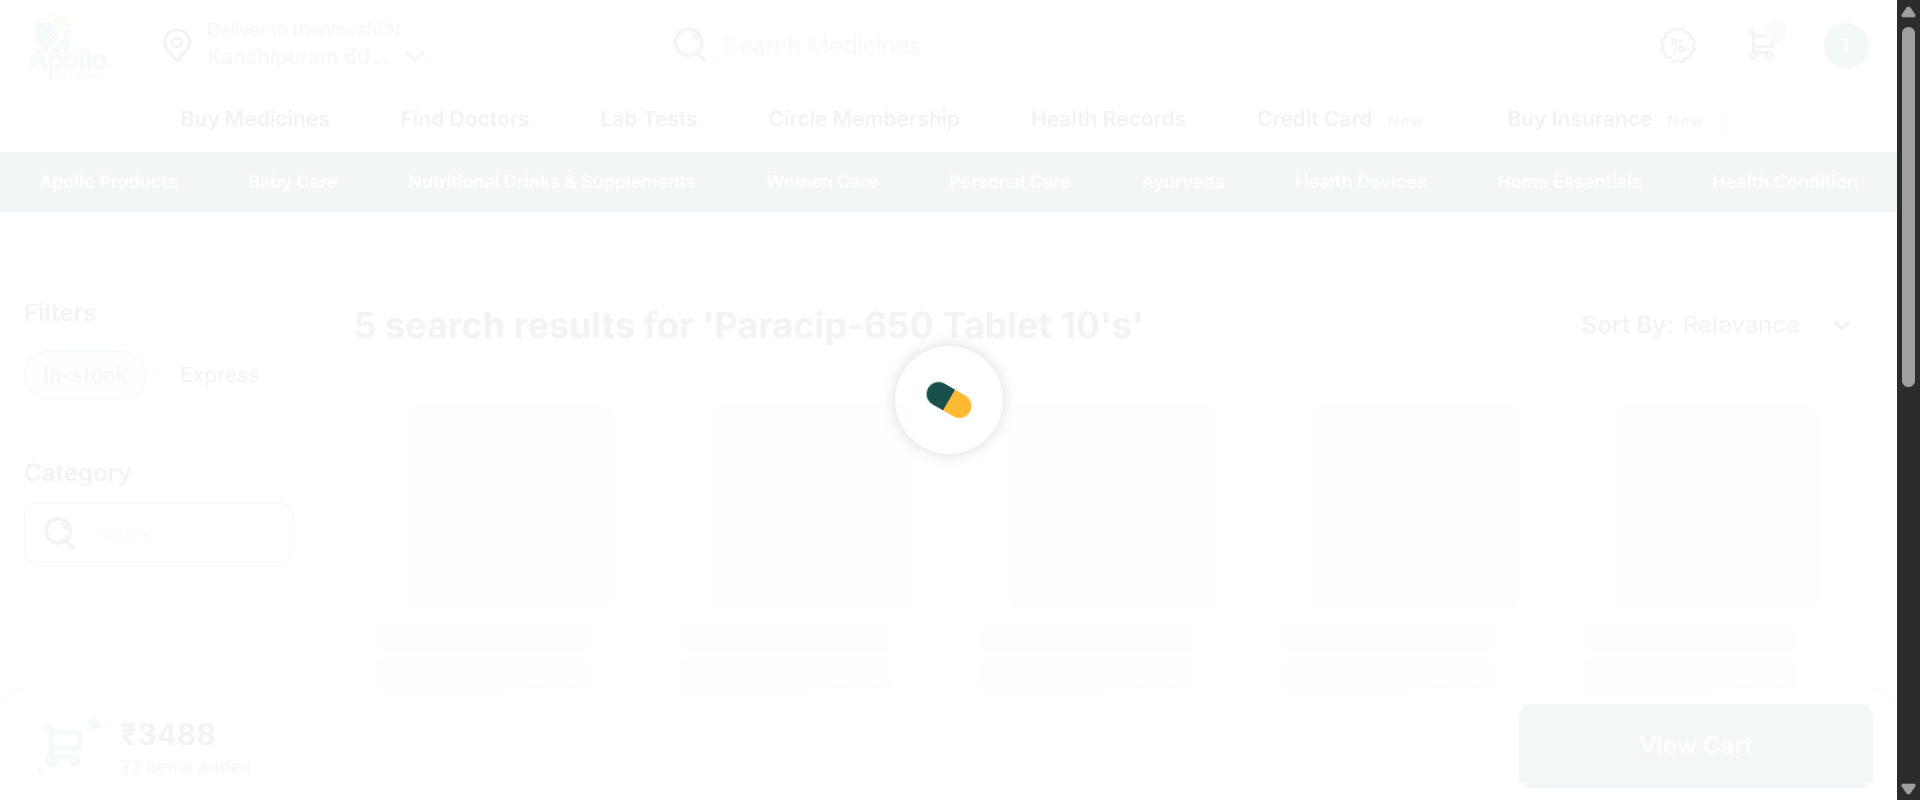 Apollo
Deliver to thenmozhi N
Kanchipuram 60...
Search Medicines
%
T
Buy Medicines
Find Doctors
Lab Tests
Circle Membership
Health Records
Credit Card New
Buy Insurance New
Apollo Products
Baby Care
Nutritional Drinks & Supplements
Women Care
Personal Care
Ayurveda
Health Devices
Home Essentials
Health Condition
Filters
In-stock
Express
Category
Name
5 search results for 'Paracip-650 Tablet 10's'
Sort By: Relevance
₹3488
22 Items added
View Cart